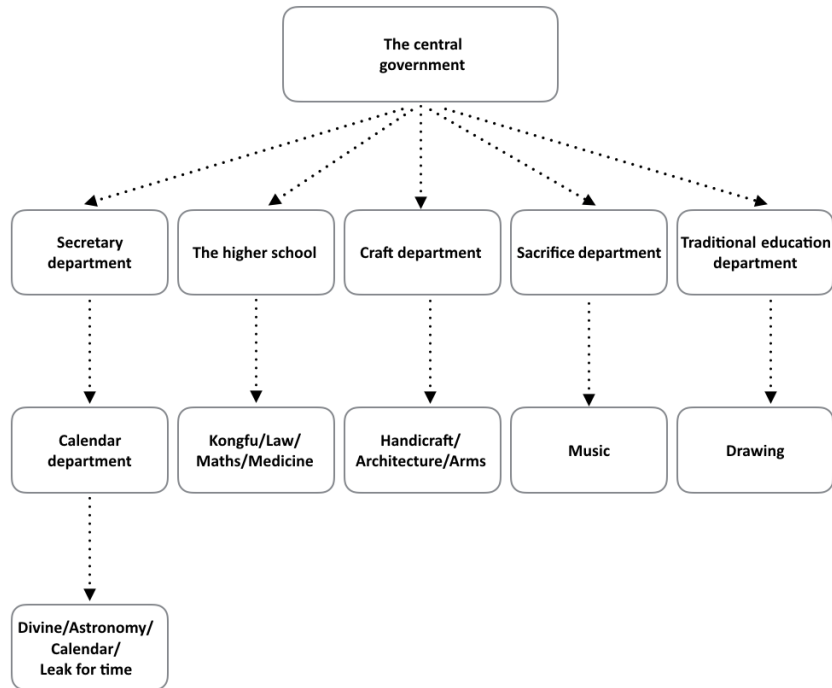 The central
government
Secretary
department
The higher school
Craft department
Sacrifice department
Traditional education
department
Calendar
department
Kongfu/Law/
Maths/Medicine
Handicraft/
Architecture/Arms
Music
Drawing
Divine/Astronomy/
Calendar/
Leak for time